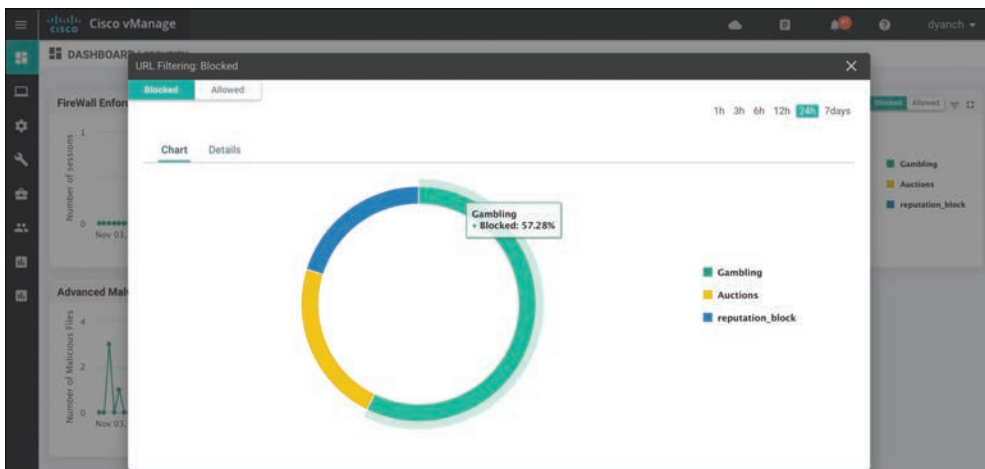 cisco Cisco vManage
dyanch
DASHBOARD
URL Filtering: Blocked
Blocked Allowed
1h 3h 6h 12h 24h 7days
Chart Details
Gambling
Blocked: 57.28%
Gambling
Auctions
reputation_block
FireWall Enfor
Number of sessions
1
0
Nov 03,
Blocked Allowed
Gambling
Auctions
reputation_block
Advanced Mal
Number of Malicious Files
4
2
0
Nov 03,